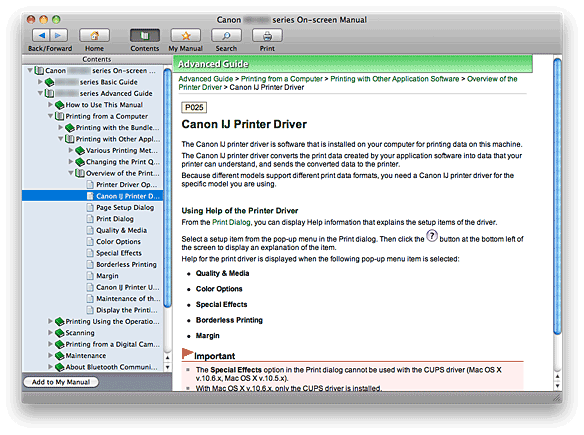 Canon series On-screen Manual
Back/Forward Home Contents My Manual Search Print
Contents
Canon series On-screen ...
series Basic Guide
series Advanced Guide
How to Use This Manual
Printing from a Computer
Printing with the Bundle...
Printing with Other Appl...
Various Printing Met...
Changing the Print Q...
Overview of the Print...
Printer Driver Op...
Canon IJ Printer D...
Page Setup Dialog
Print Dialog
Quality & Media
Color Options
Special Effects
Borderless Printing
Margin
Canon IJ Printer U...
Maintenance of th...
Display the Printi...
Printing Using the Operatio...
Scanning
Printing from a Digital Cam...
Maintenance
About Bluetooth Communi...
Add to My Manual
Advanced Guide
Advanced Guide > Printing from a Computer > Printing with Other Application Software > Overview of the
Printer Driver > Canon IJ Printer Driver
P025
Canon IJ Printer Driver
The Canon IJ printer driver is software that is installed on your computer for printing data on this machine.
The Canon IJ printer driver converts the print data created by your application software into data that your
printer can understand, and sends the converted data to the printer.
Because different models support different print data formats, you need a Canon IJ printer driver for the
specific model you are using.
Using Help of the Printer Driver
From the Print Dialog, you can display Help information that explains the setup items of the driver.
Select a setup item from the pop-up menu in the Print dialog. Then click the ? button at the bottom left of
the screen to display an explanation of the item.
Help for the print driver is displayed when the following pop-up menu item is selected:
Quality & Media
Color Options
Special Effects
Borderless Printing
Margin
Important
The Special Effects option in the Print dialog cannot be used with the CUPS driver (Mac OS X
v.10.6.x, Mac OS X v.10.5.x).
With Mac OS X v.10.6.x, only the CUPS driver is installed.